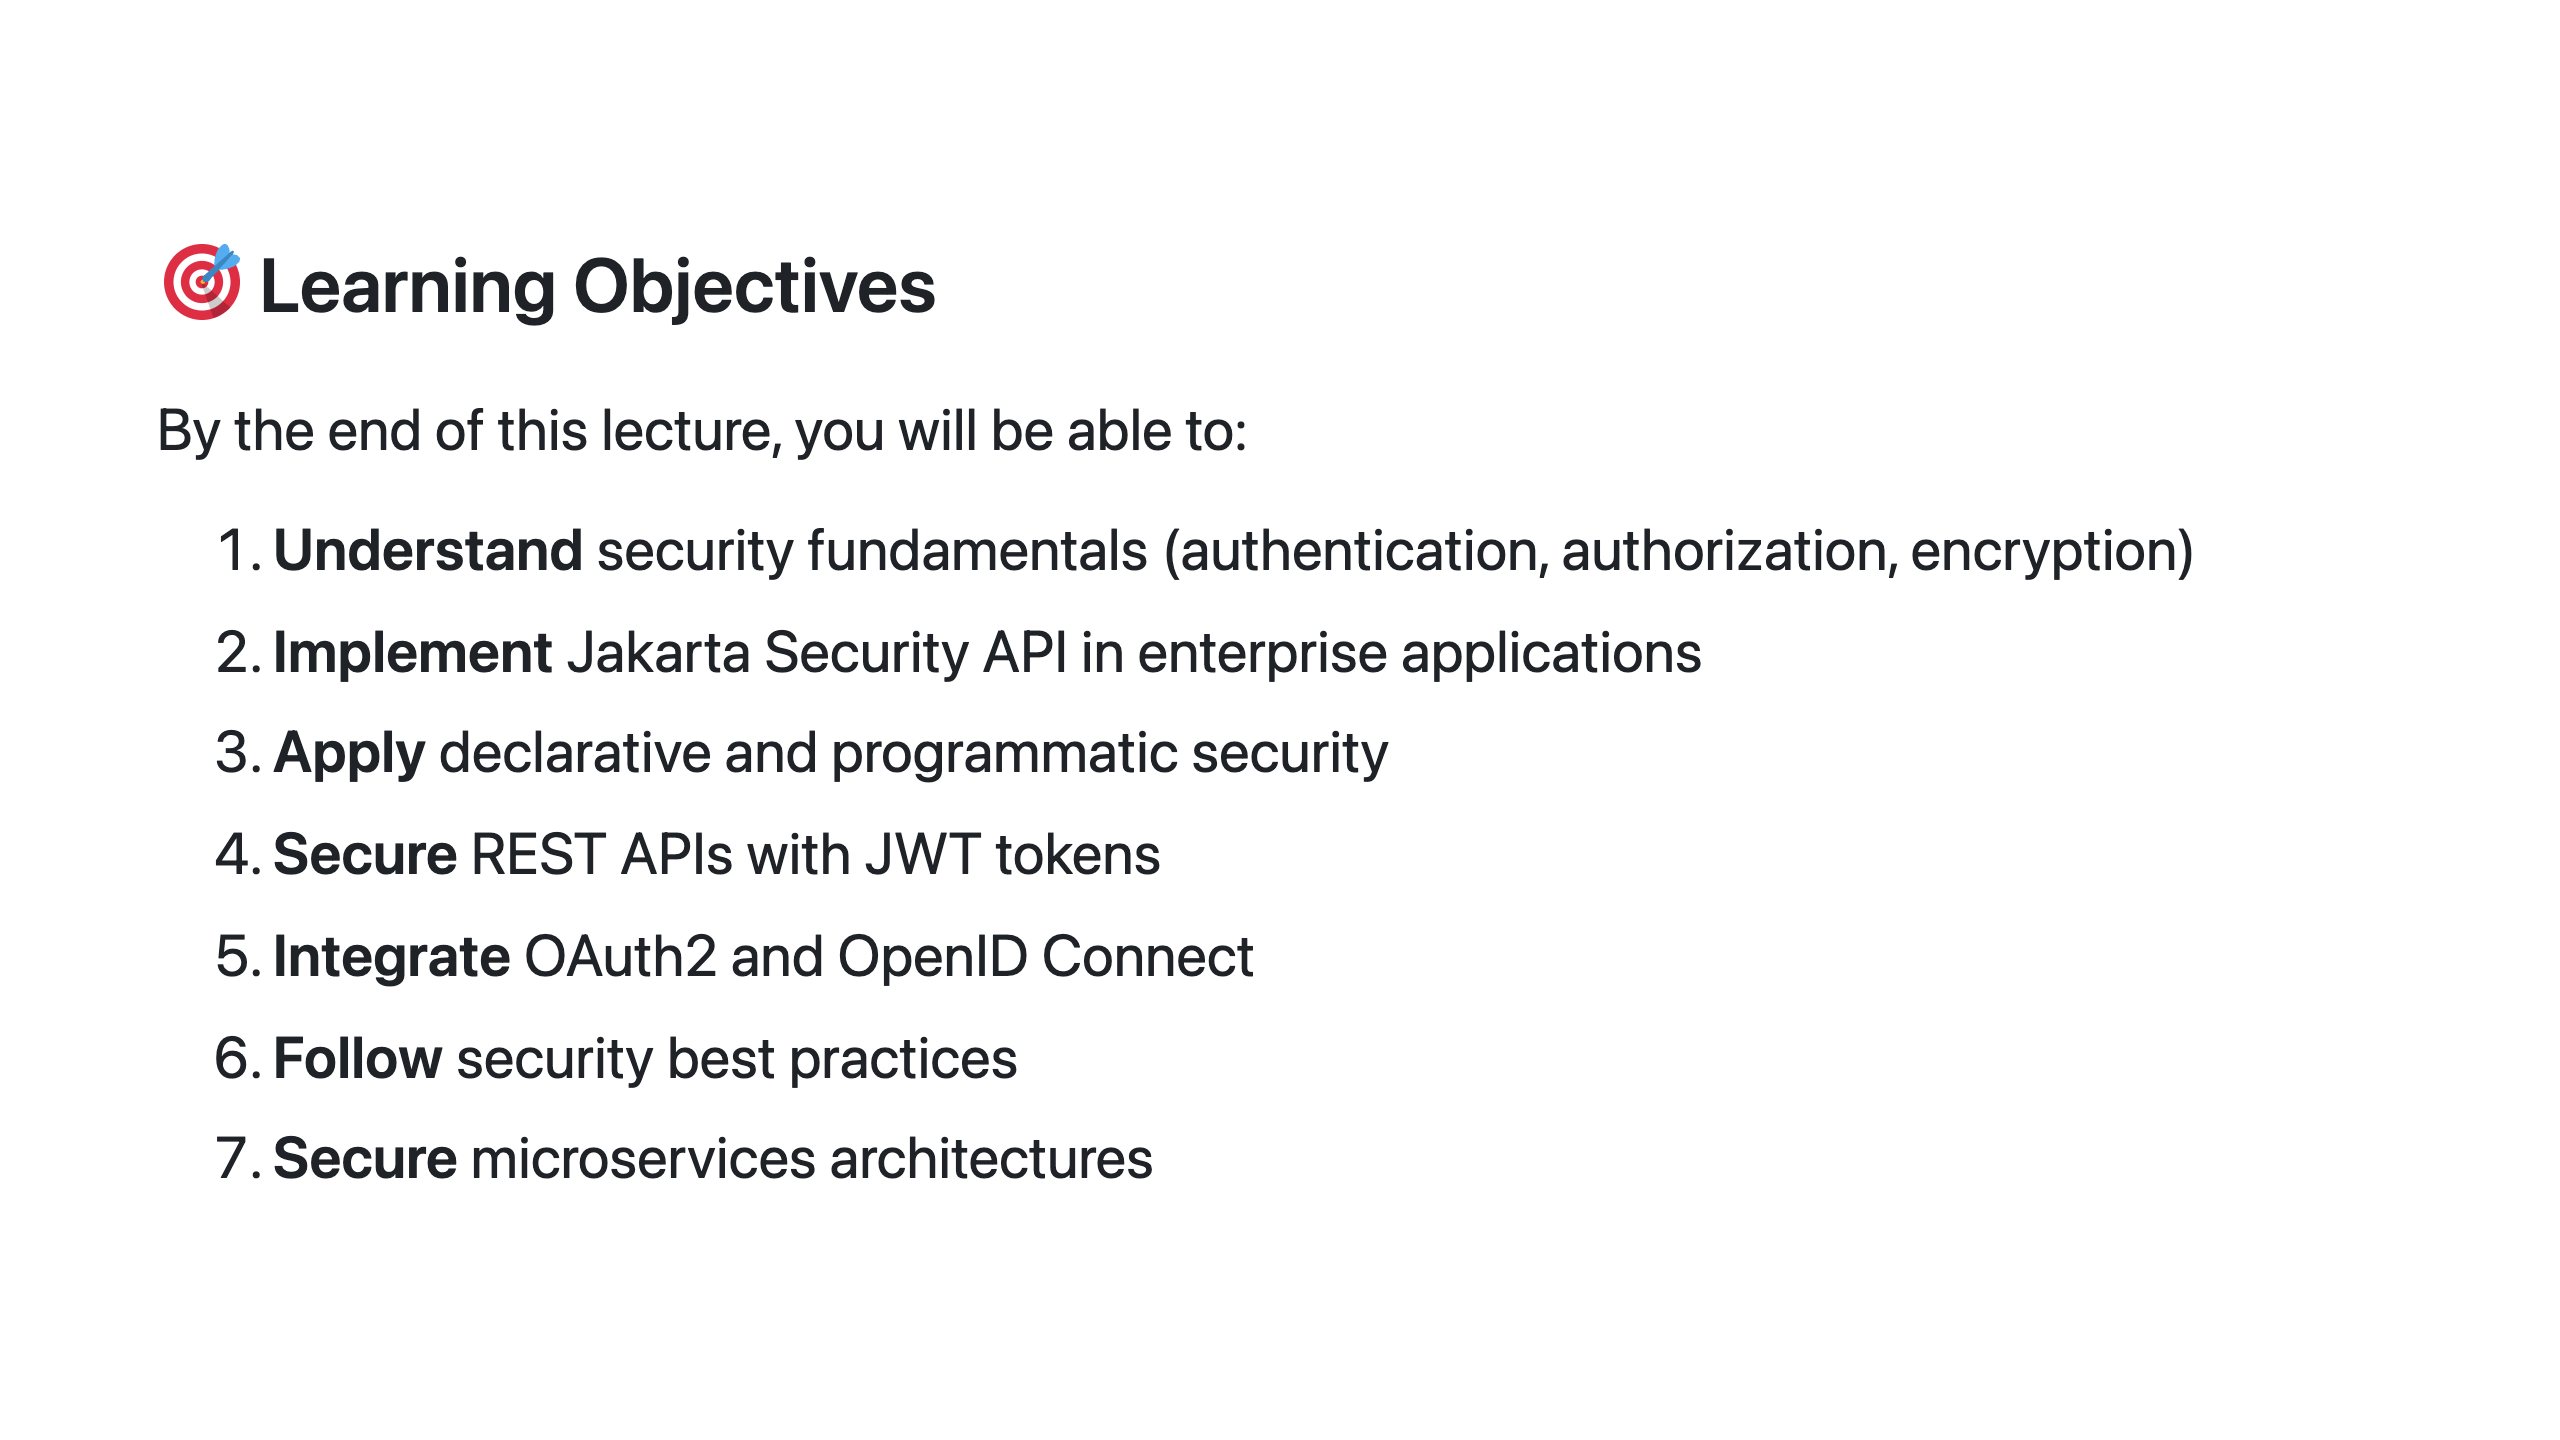 🎯 Learning Objectives
By the end of this lecture, you will be able to:
1. Understand security fundamentals (authentication, authorization, encryption)
2. Implement Jakarta Security API in enterprise applications
3. Apply declarative and programmatic security
4. Secure REST APIs with JWT tokens
5. Integrate OAuth2 and OpenID Connect
6. Follow security best practices
7. Secure microservices architectures